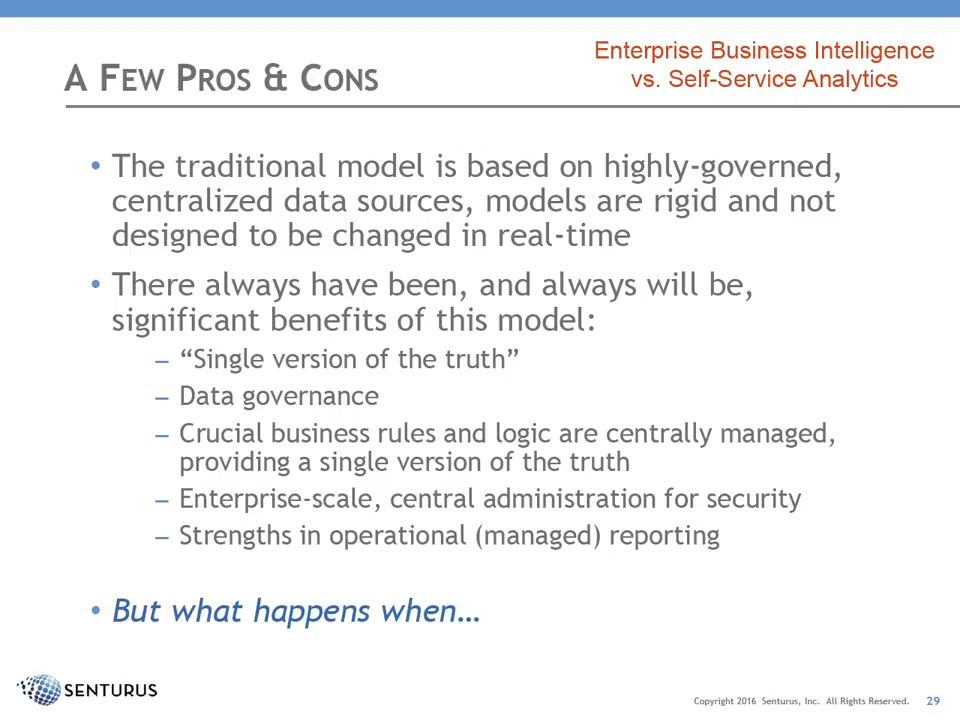 Enterprise Business Intelligence
vs. Self-Service Analytics
A FEW PROS & CONS
• The traditional model is based on highly-governed,
centralized data sources, models are rigid and not
designed to be changed in real-time
• There always have been, and always will be,
significant benefits of this model:
– “Single version of the truth”
– Data governance
– Crucial business rules and logic are centrally managed,
providing a single version of the truth
– Enterprise-scale, central administration for security
– Strengths in operational (managed) reporting
• But what happens when…
SENTURUS
Copyright 2016 Senturus, Inc. All Rights Reserved. 29